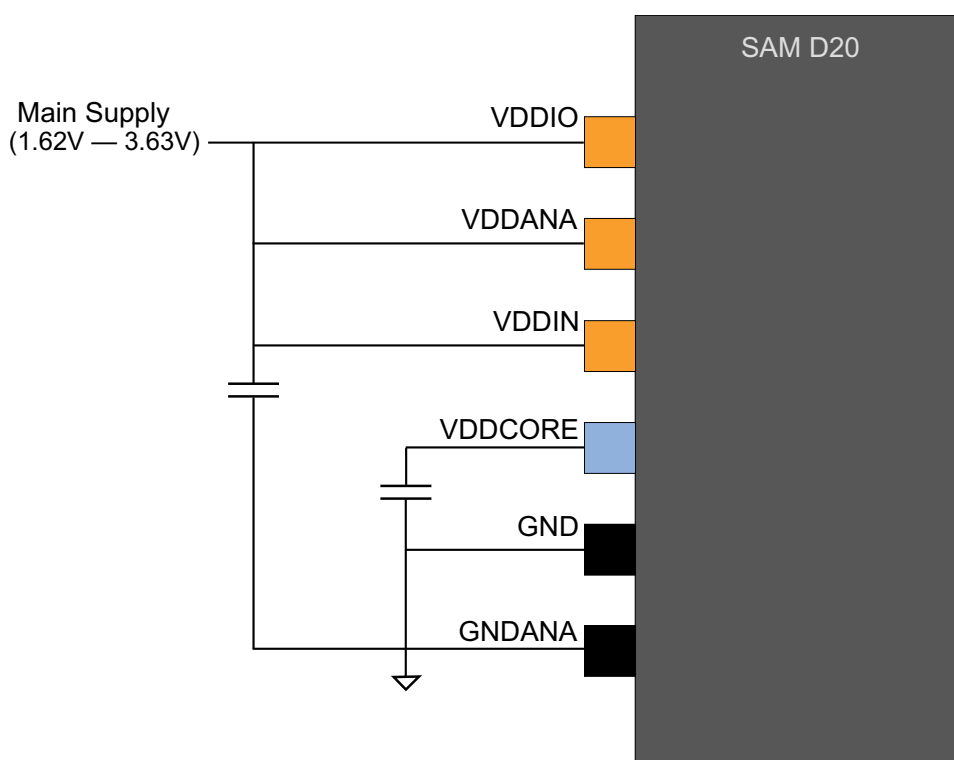 SAM D20
Main Supply
(1.62V — 3.63V)
VDDIO
VDDANA
VDDIN
VDDCORE
GND
GNDANA